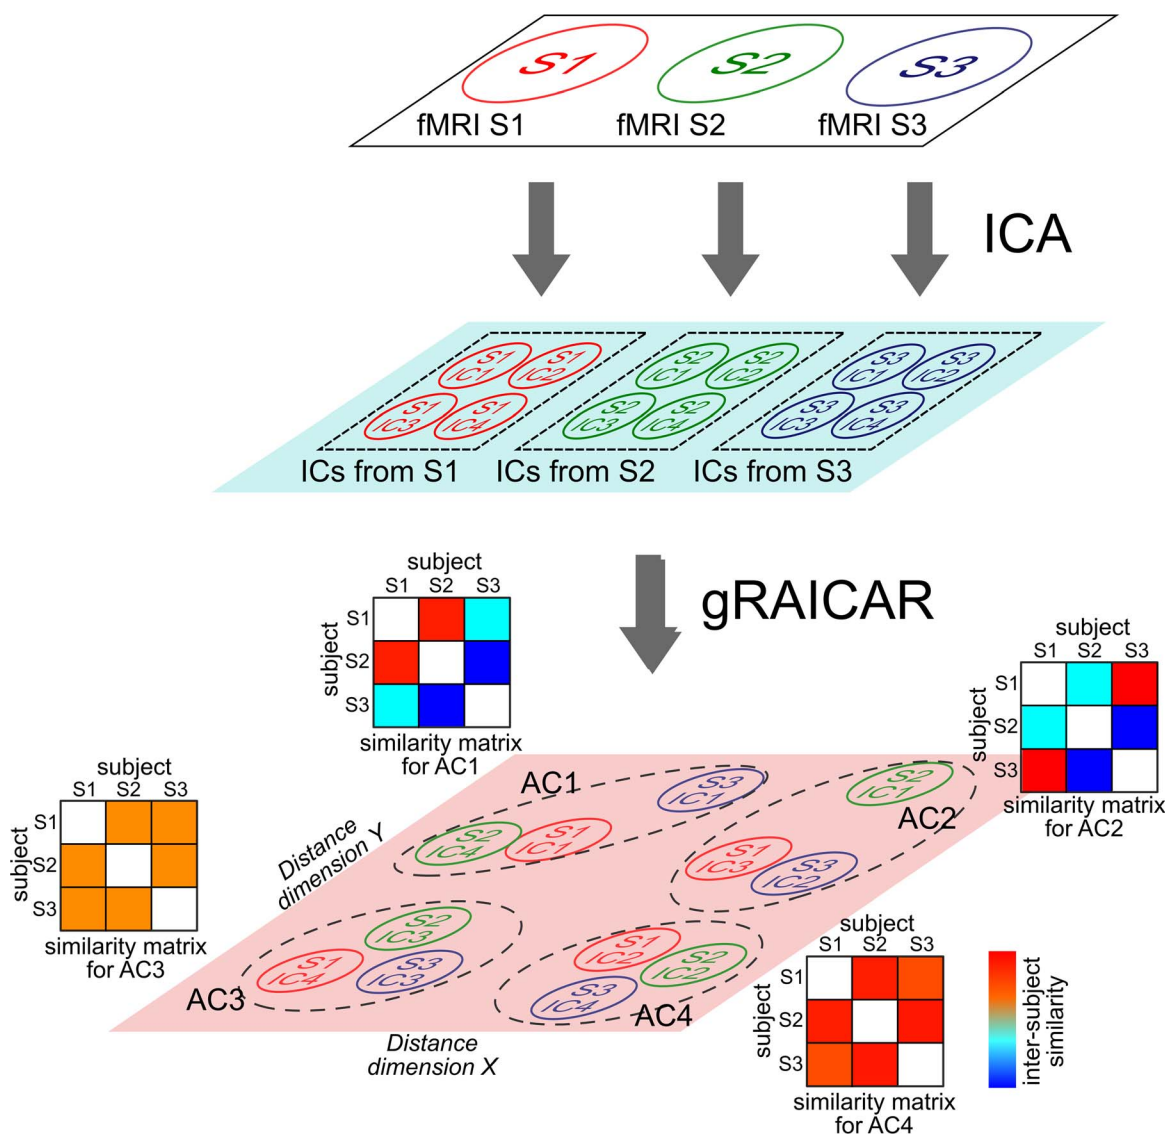 S1 S2 S3
fMRI S1 fMRI S2 fMRI S3
ICA
S1 S1 S2 S2 S3 S3
IC1 IC2 IC1 IC2 IC1 IC2
S1 S1 S2 S2 S3 S3
IC3 IC4 IC3 IC4 IC3 IC4
ICs from S1 ICs from S2 ICs from S3
gRAICAR
subject
S1 S2 S3
subject
S1
S2
S3
similarity matrix
for AC1
subject
S1 S2 S3
subject
S1
S2
S3
similarity matrix
for AC2
subject
S1 S2 S3
subject
S1
S2
S3
similarity matrix
for AC3
AC1
S3
IC1
S2
IC4
S1
IC1
AC2
S2
IC1
S1
IC3
S3
IC2
Distance
dimension Y
AC3
S2
IC3
S1
IC4
S3
IC3
AC4
S1
IC2
S2
IC2
S3
IC4
Distance
dimension X
subject
S1 S2 S3
subject
S1
S2
S3
similarity matrix
for AC4
inter-subject
similarity